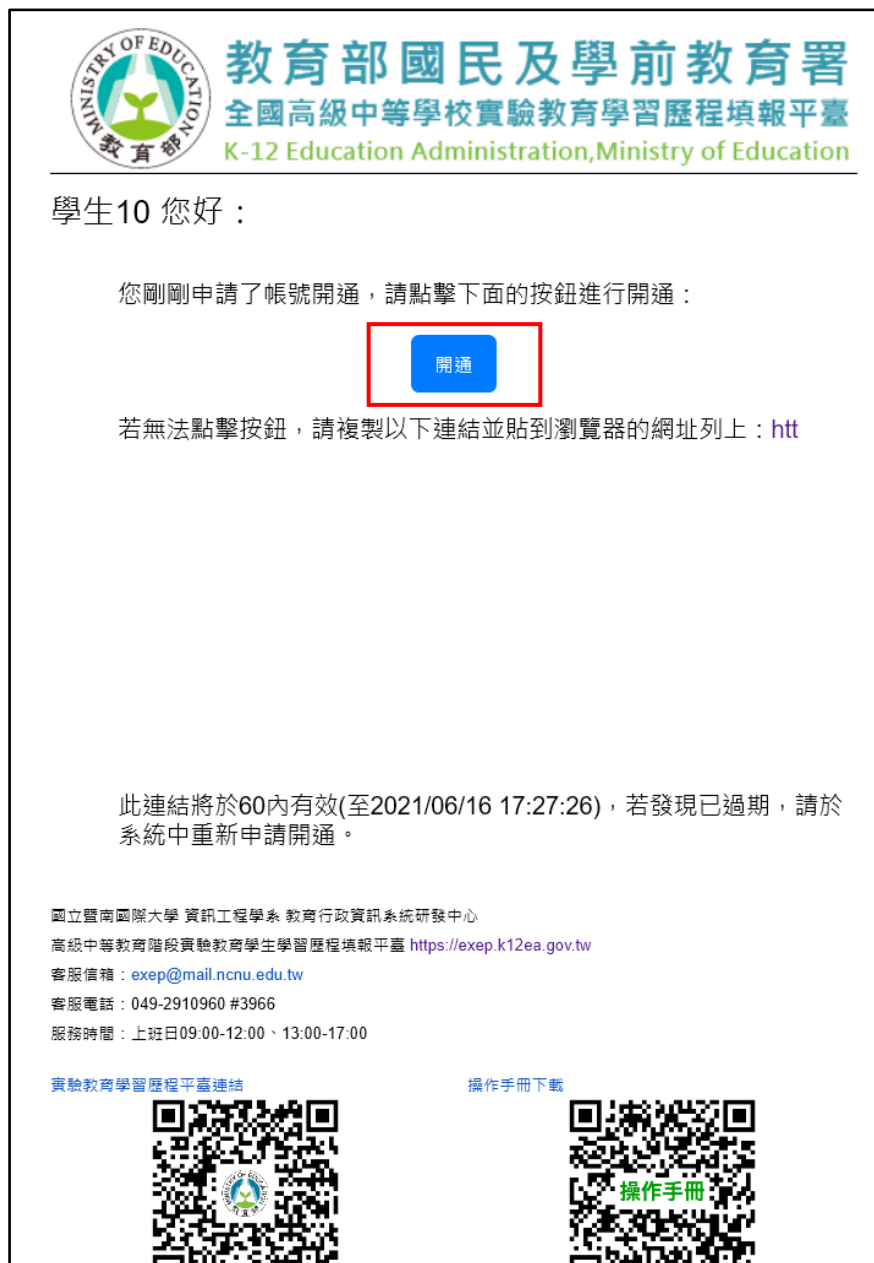 MINISTRY OF EDUCATION
教育部
教育部國民及學前教育署
全國高級中等學校實驗教育學習歷程填報平臺
K-12 Education Administration,Ministry of Education
學生10 您好：
您剛剛申請了帳號開通，請點擊下面的按鈕進行開通：
開通
若無法點擊按鈕，請複製以下連結並貼到瀏覽器的網址列上：htt
此連結將於60內有效(至2021/06/16 17:27:26)，若發現已過期，請於
系統中重新申請開通。
國立暨南國際大學 資訊工程學系 教育行政資訊系統研發中心
高級中等教育階段實驗教育學生學習歷程填報平臺 https://exep.k12ea.gov.tw
客服信箱：exep@mail.ncnu.edu.tw
客服電話：049-2910960 #3966
服務時間：上班日09:00-12:00、13:00-17:00
實驗教育學習歷程平臺連結
操作手冊下載
操作手冊